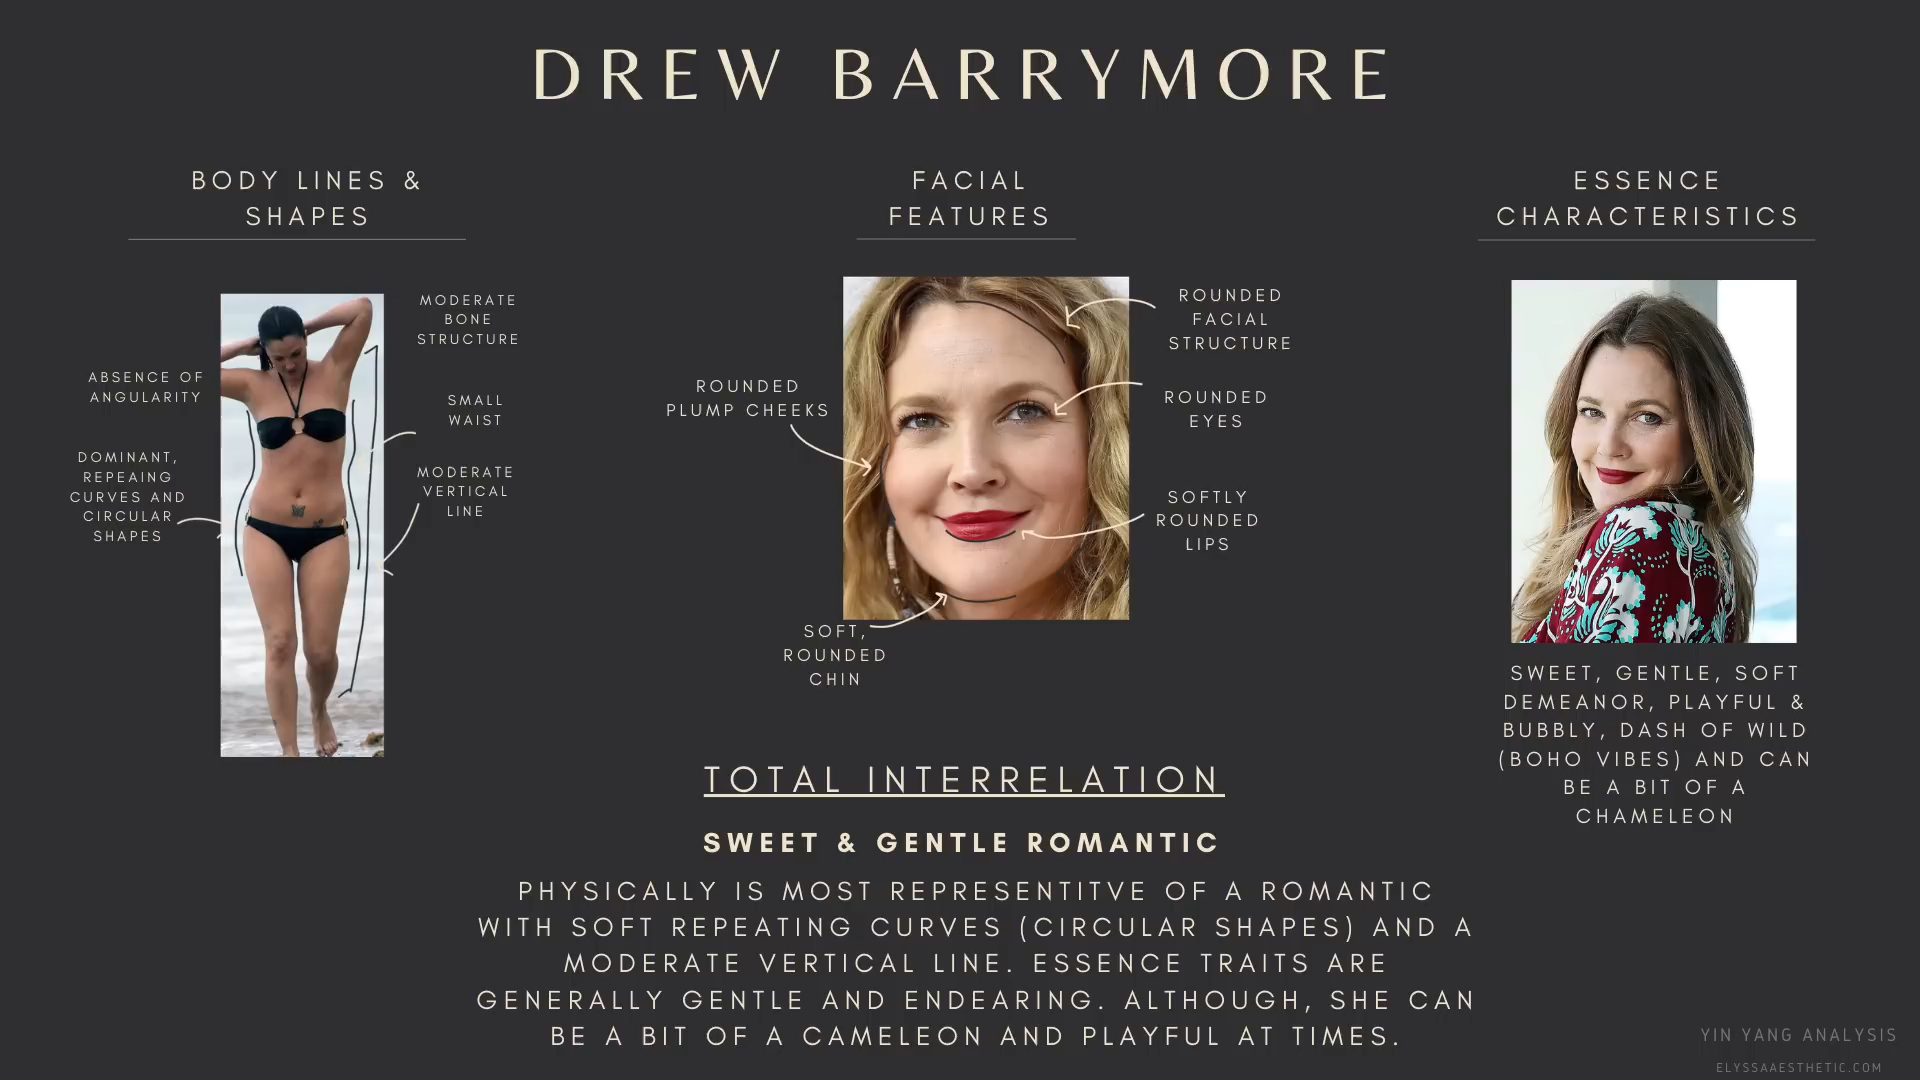 DREW BARRYMORE
BODY LINES &
SHAPES
MODERATE
BONE
STRUCTURE
ABSENCE OF
ANGULARITY
SMALL
WAIST
DOMINANT,
REPEAING
CURVES AND
CIRCULAR
SHAPES
MODERATE
VERTICAL
LINE
FACIAL
FEATURES
ROUNDED
FACIAL
STRUCTURE
ROUNDED
PLUMP CHEEKS
ROUNDED
EYES
SOFTLY
ROUNDED
LIPS
SOFT,
ROUNDED
CHIN
ESSENCE
CHARACTERISTICS
SWEET, GENTLE, SOFT
DEMEANOR, PLAYFUL &
BUBBLY, DASH OF WILD
(BOHO VIBES) AND CAN
BE A BIT OF A
CHAMELEON
TOTAL INTERRELATION
SWEET & GENTLE ROMANTIC
PHYSICALLY IS MOST REPRESENTITVE OF A ROMANTIC
WITH SOFT REPEATING CURVES (CIRCULAR SHAPES) AND A
MODERATE VERTICAL LINE. ESSENCE TRAITS ARE
GENERALLY GENTLE AND ENDEARING. ALTHOUGH, SHE CAN
BE A BIT OF A CAMELEON AND PLAYFUL AT TIMES.
YIN YANG ANALYSIS
ELYSSAAESTHETIC.COM